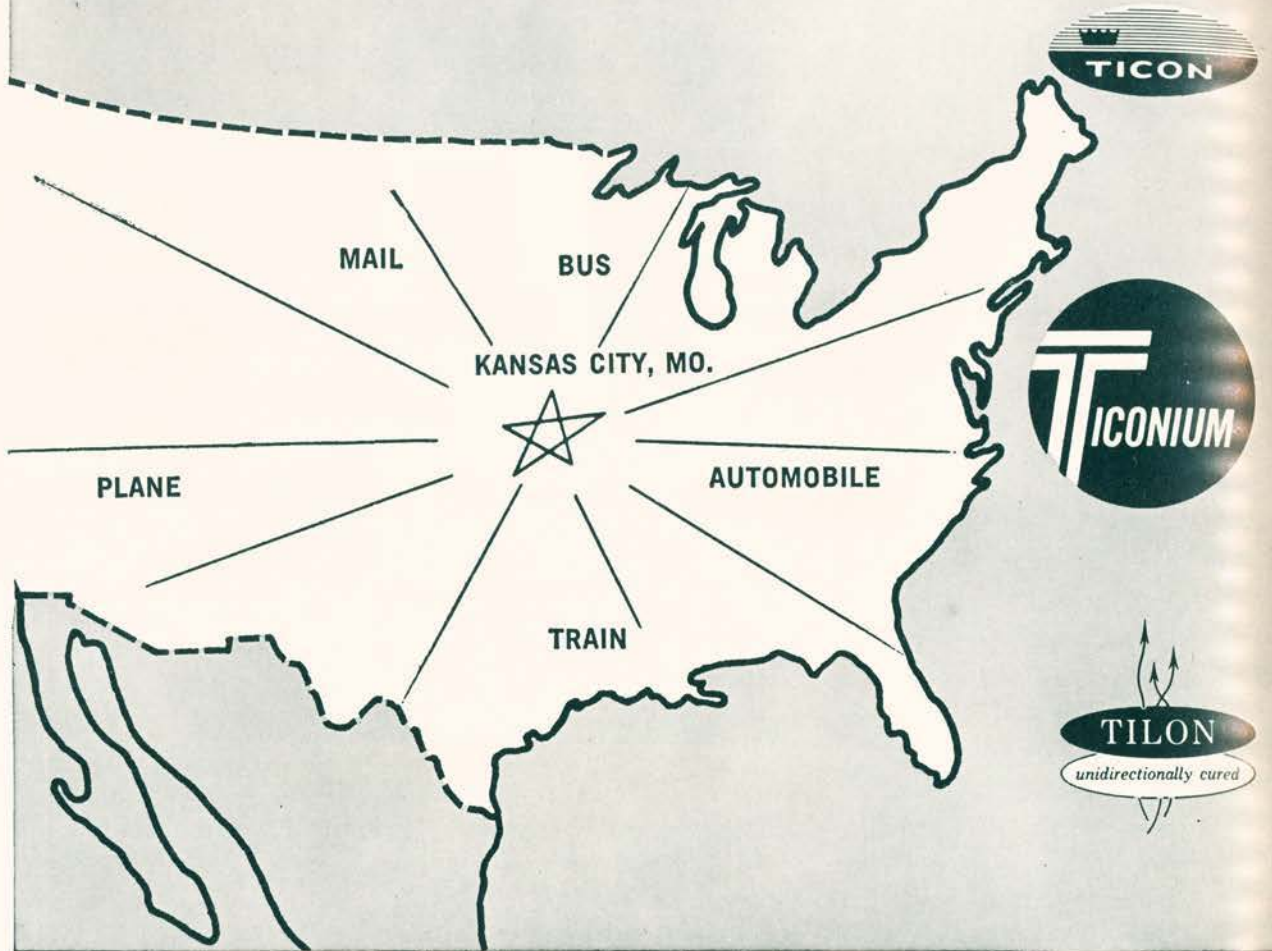 TICON
MAIL
BUS
KANSAS CITY, MO.
TICONIUM
PLANE
AUTOMOBILE
TRAIN
TILON
unidirectionally cured